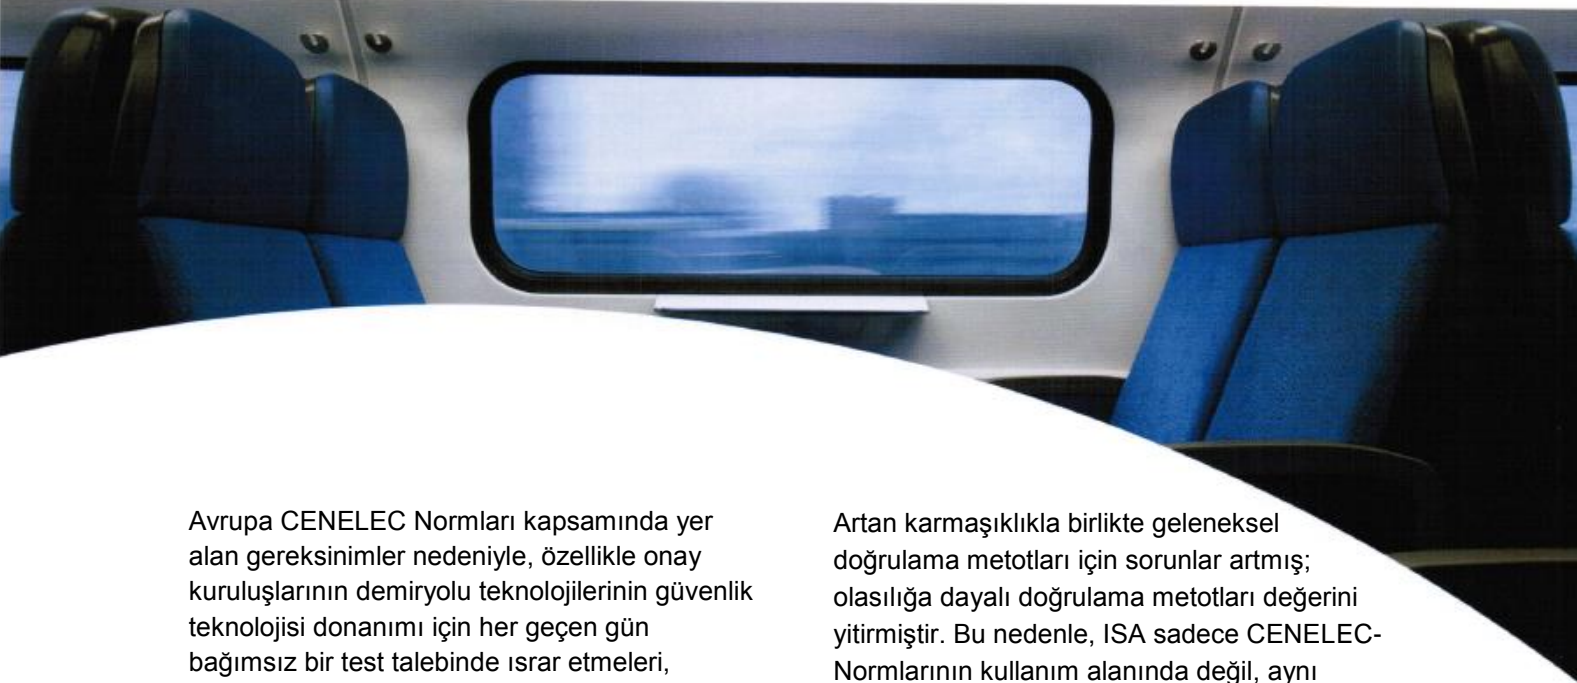 Avrupa CENELEC Normları kapsamında yer
alan gereksinimler nedeniyle, özellikle onay
kuruluşlarının demiryolu teknolojilerinin güvenlik
teknolojisi donanımı için her geçen gün
bağımsız bir test talebinde ısrar etmeleri,
Artan karmaşıklıkla birlikte geleneksel
doğrulama metotları için sorunlar artmış;
olasılığa dayalı doğrulama metotları değerini
yitirmiştir. Bu nedenle, ISA sadece CENELEC-
Normlarının kullanım alanında değil, aynı